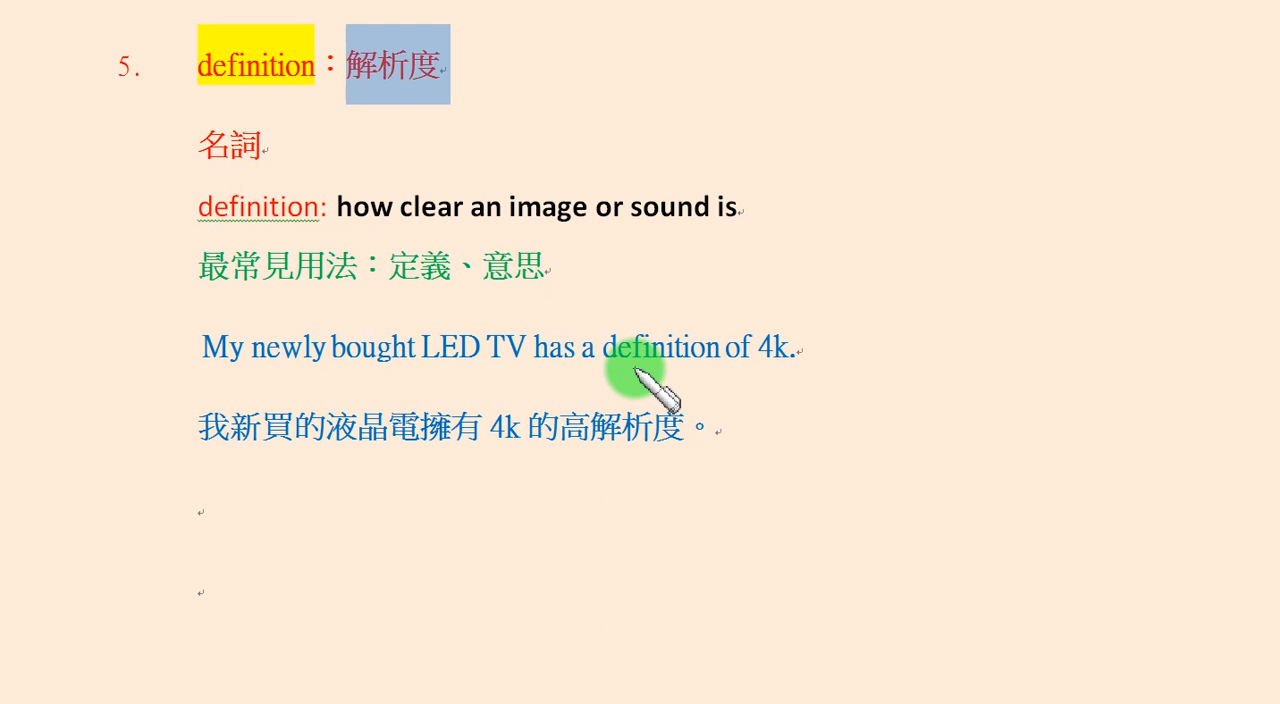 5. definition：解析度
名詞
definition: how clear an image or sound is
最常見用法：定義、意思
My newly bought LED TV has a definition of 4k.
我新買的液晶電擁有 4k 的高解析度。